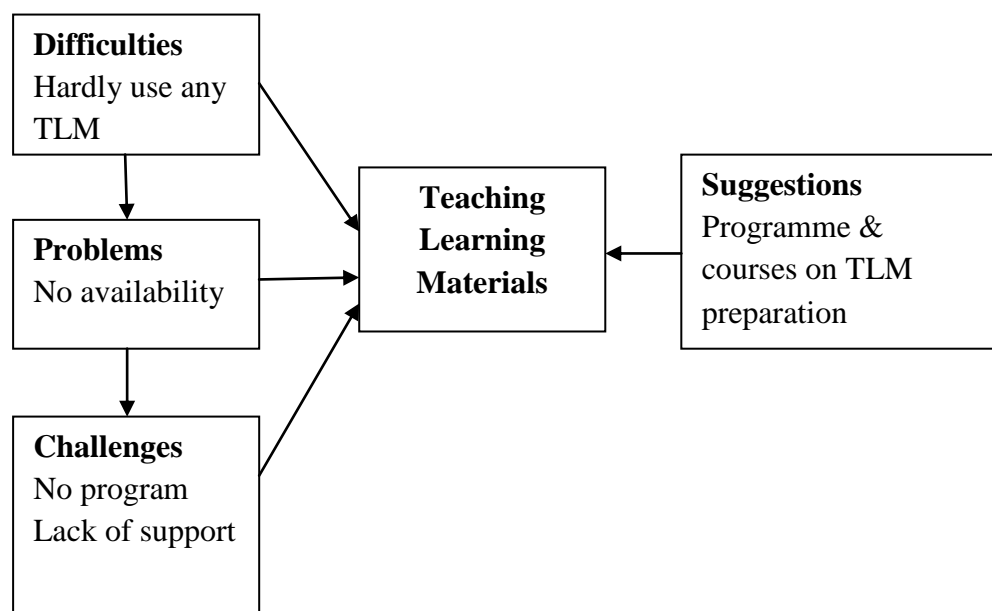 Difficulties
Hardly use any
TLM
Problems
No availability
Challenges
No program
Lack of support
Teaching
Learning
Materials
Suggestions
Programme &
courses on TLM
preparation